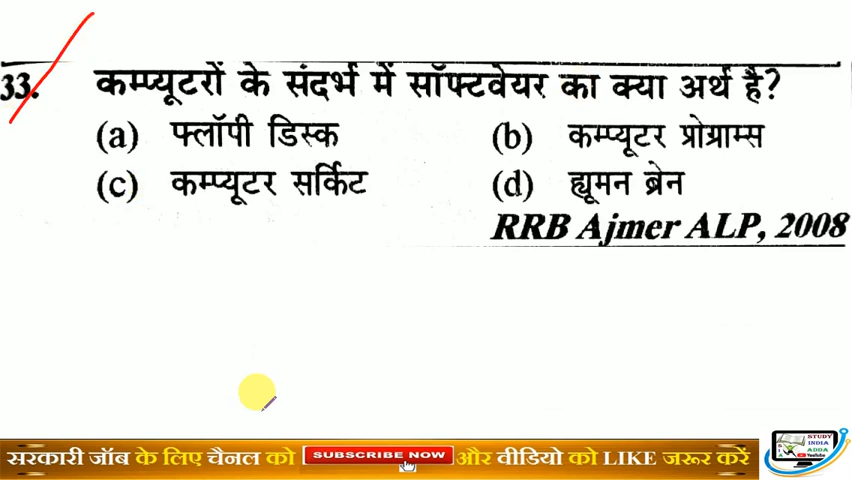 33. कम्प्यूटरों के संदर्भ में सॉफ्टवेयर का क्या अर्थ है?
(a) फ्लॉपी डिस्क (b) कम्प्यूटर प्रोग्राम्स
(c) कम्प्यूटर सर्किट (d) ह्यूमन ब्रेन
RRB Ajmer ALP, 2008
सरकारी जॉब के लिए चैनल को SUBSCRIBE NOW और वीडियो को LIKE जरूर करें
STUDY
INDIA
ADDA
YouTube